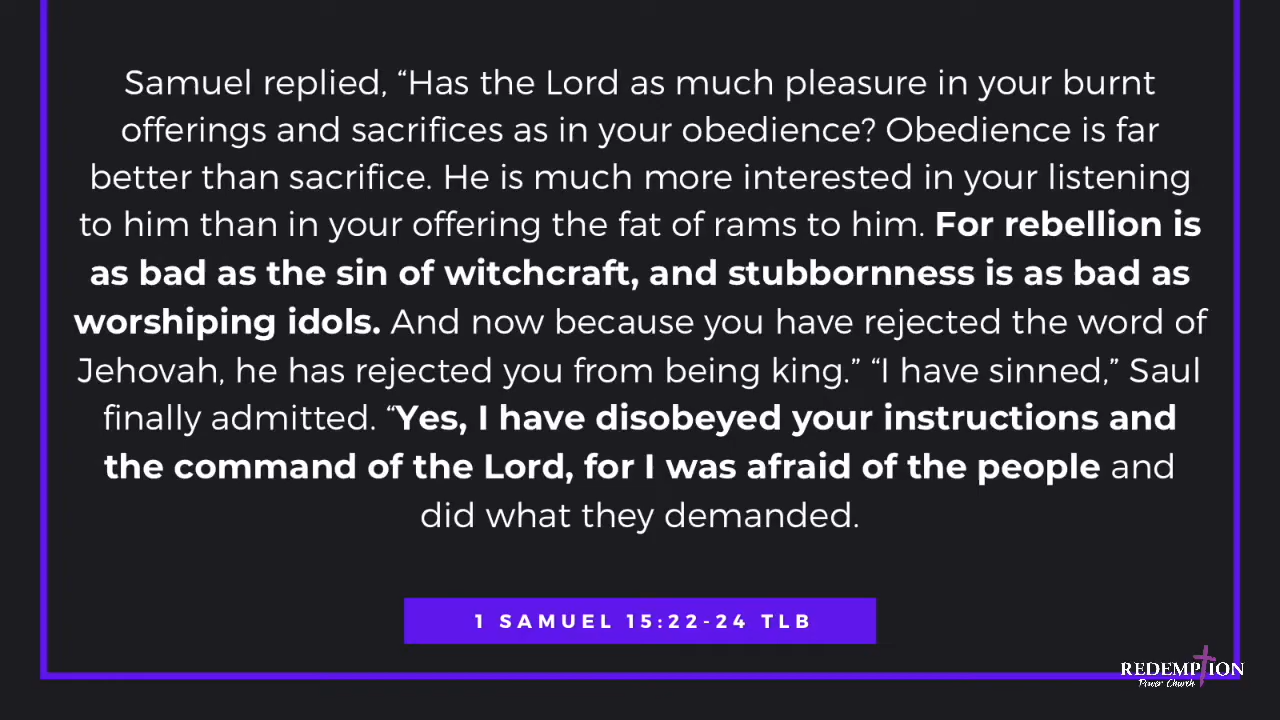 Samuel replied, “Has the Lord as much pleasure in your burnt
offerings and sacrifices as in your obedience? Obedience is far
better than sacrifice. He is much more interested in your listening
to him than in your offering the fat of rams to him. For rebellion is
as bad as the sin of witchcraft, and stubbornness is as bad as
worshiping idols. And now because you have rejected the word of
Jehovah, he has rejected you from being king.” “I have sinned,” Saul
finally admitted. “Yes, I have disobeyed your instructions and
the command of the Lord, for I was afraid of the people and
did what they demanded.
1 SAMUEL 15:22-24 TLB
REDEMPTION
Power Church